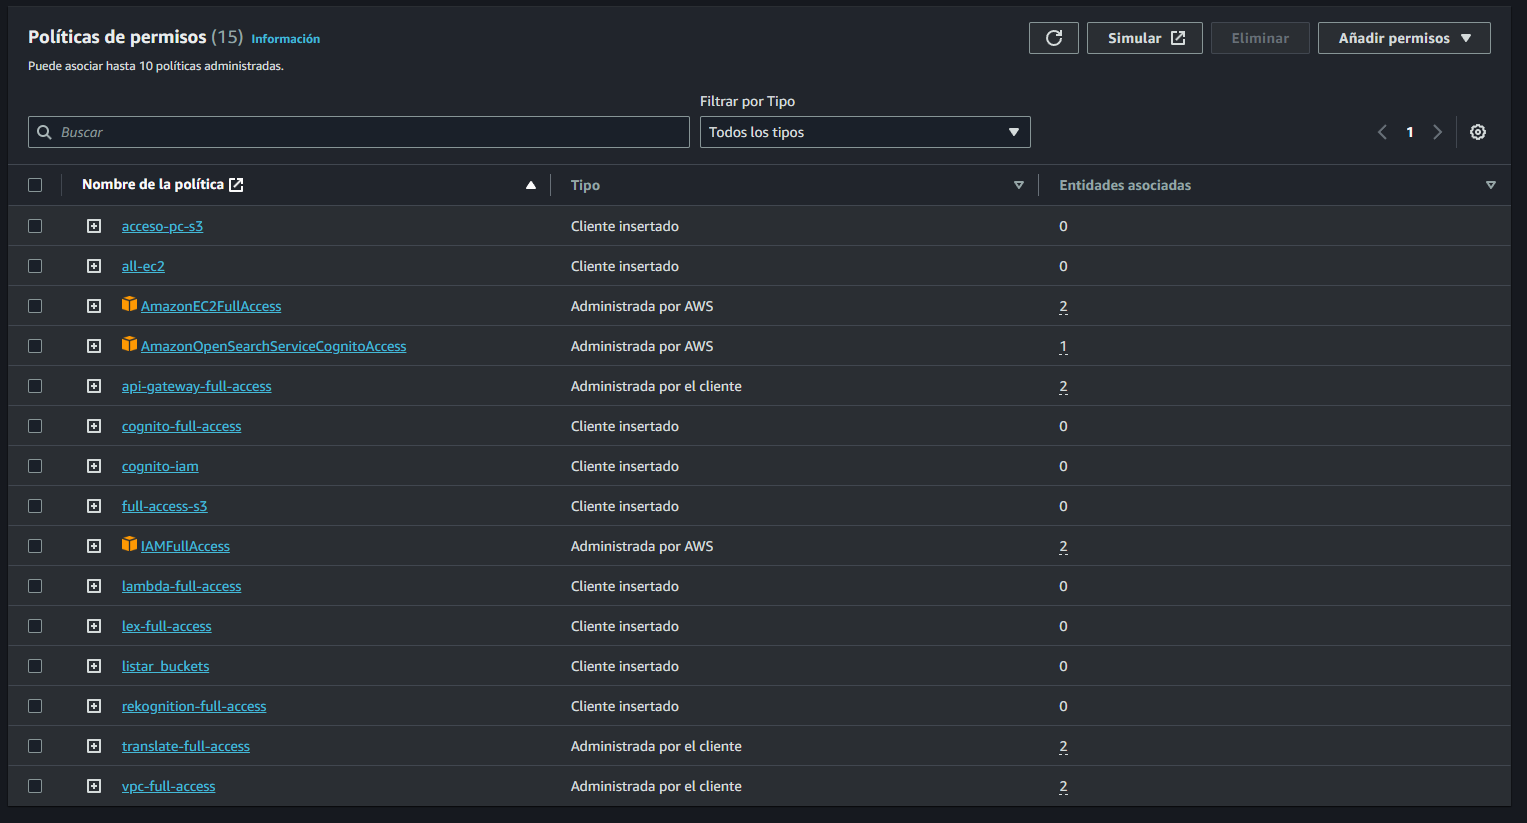 Políticas de permisos (15) Información
Simular Eliminar Añadir permisos
Puede asociar hasta 10 políticas administradas.
Filtrar por Tipo
Buscar Todos los tipos 1
Nombre de la política Tipo Entidades asociadas
acceso-pc-s3 Cliente insertado 0
all-ec2 Cliente insertado 0
AmazonEC2FullAccess Administrada por AWS 2
AmazonOpenSearchServiceCognitoAccess Administrada por AWS 1
api-gateway-full-access Administrada por el cliente 2
cognito-full-access Cliente insertado 0
cognito-iam Cliente insertado 0
full-access-s3 Cliente insertado 0
IAMFullAccess Administrada por AWS 2
lambda-full-access Cliente insertado 0
lex-full-access Cliente insertado 0
listar_buckets Cliente insertado 0
rekognition-full-access Cliente insertado 0
translate-full-access Administrada por el cliente 2
vpc-full-access Administrada por el cliente 2